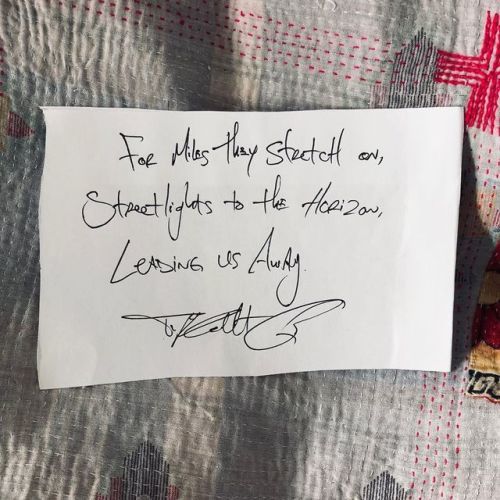 For Miles they stretch on,
Streetlights to the Horizon,
Leading us Away.